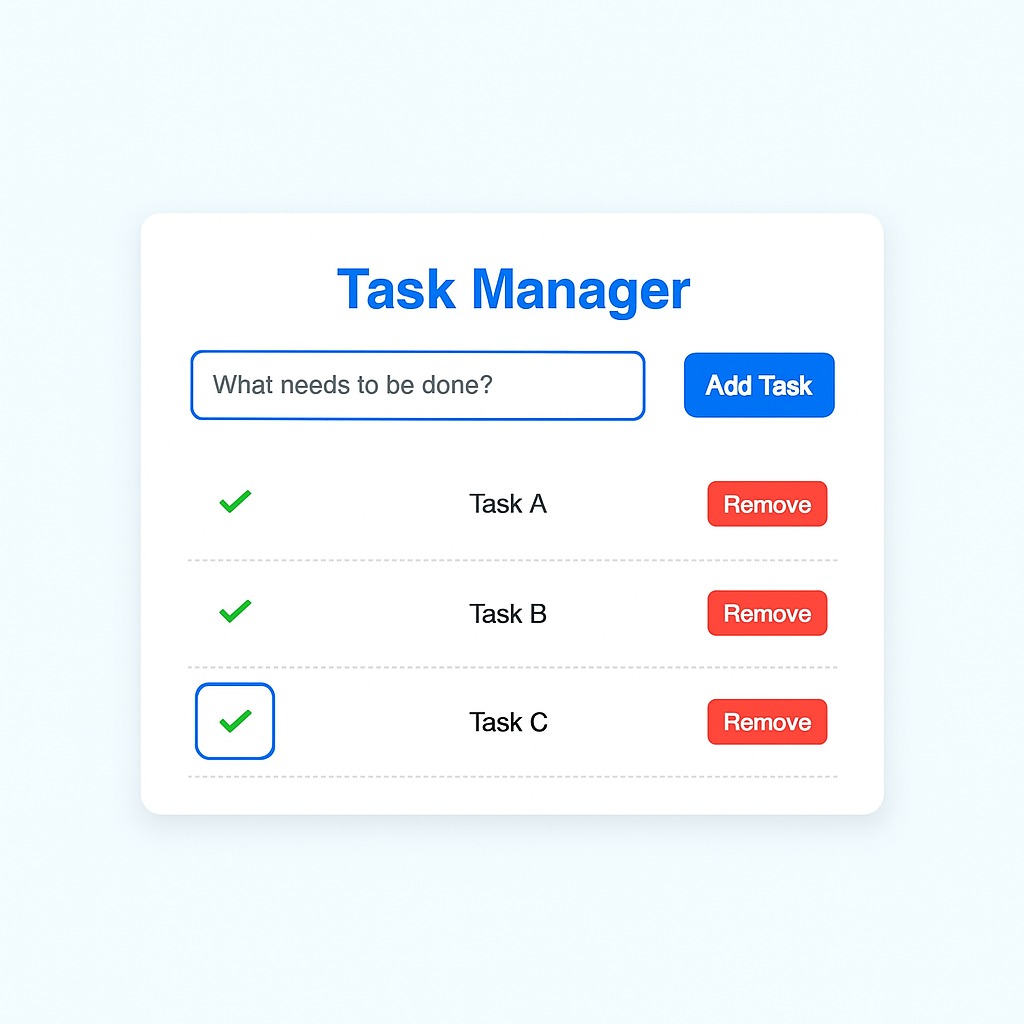 Task Manager
What needs to be done?
Add Task
Task A
Remove
Task B
Remove
Task C
Remove